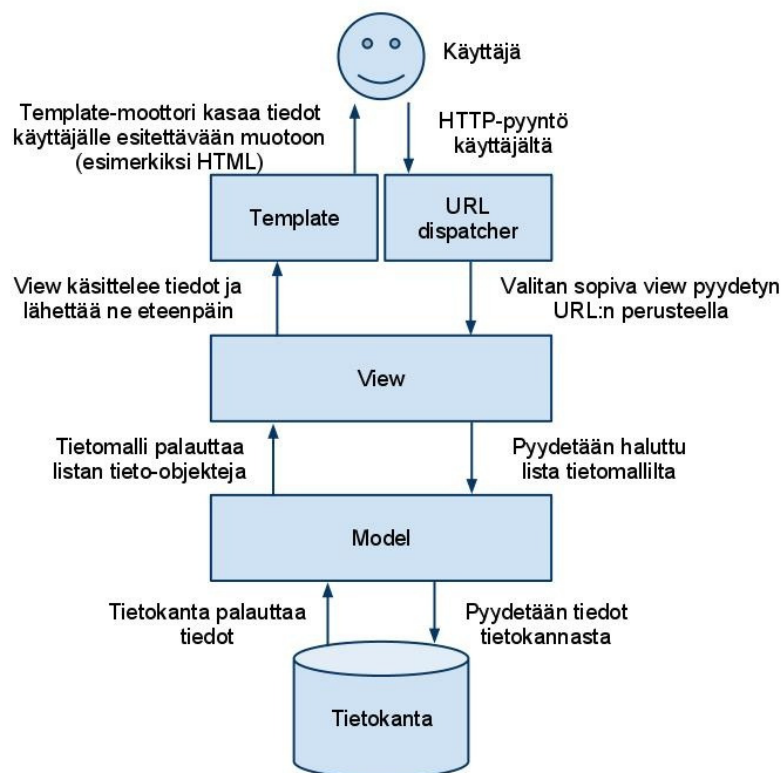 Käyttäjä
Template-moottori kasaa tiedot
käyttäjälle esitettävään muotoon
(esimerkiksi HTML)
HTTP-pyyntö
käyttäjältä
Template
URL
dispatcher
View käsittelee tiedot ja
lähettää ne eteenpäin
Valitan sopiva view pyydetyn
URL:n perusteella
View
Tietomalli palauttaa
listan tieto-objekteja
Pyydetään haluttu
lista tietomallilta
Model
Tietokanta palauttaa
tiedot
Pyydetään tiedot
tietokannasta
Tietokanta